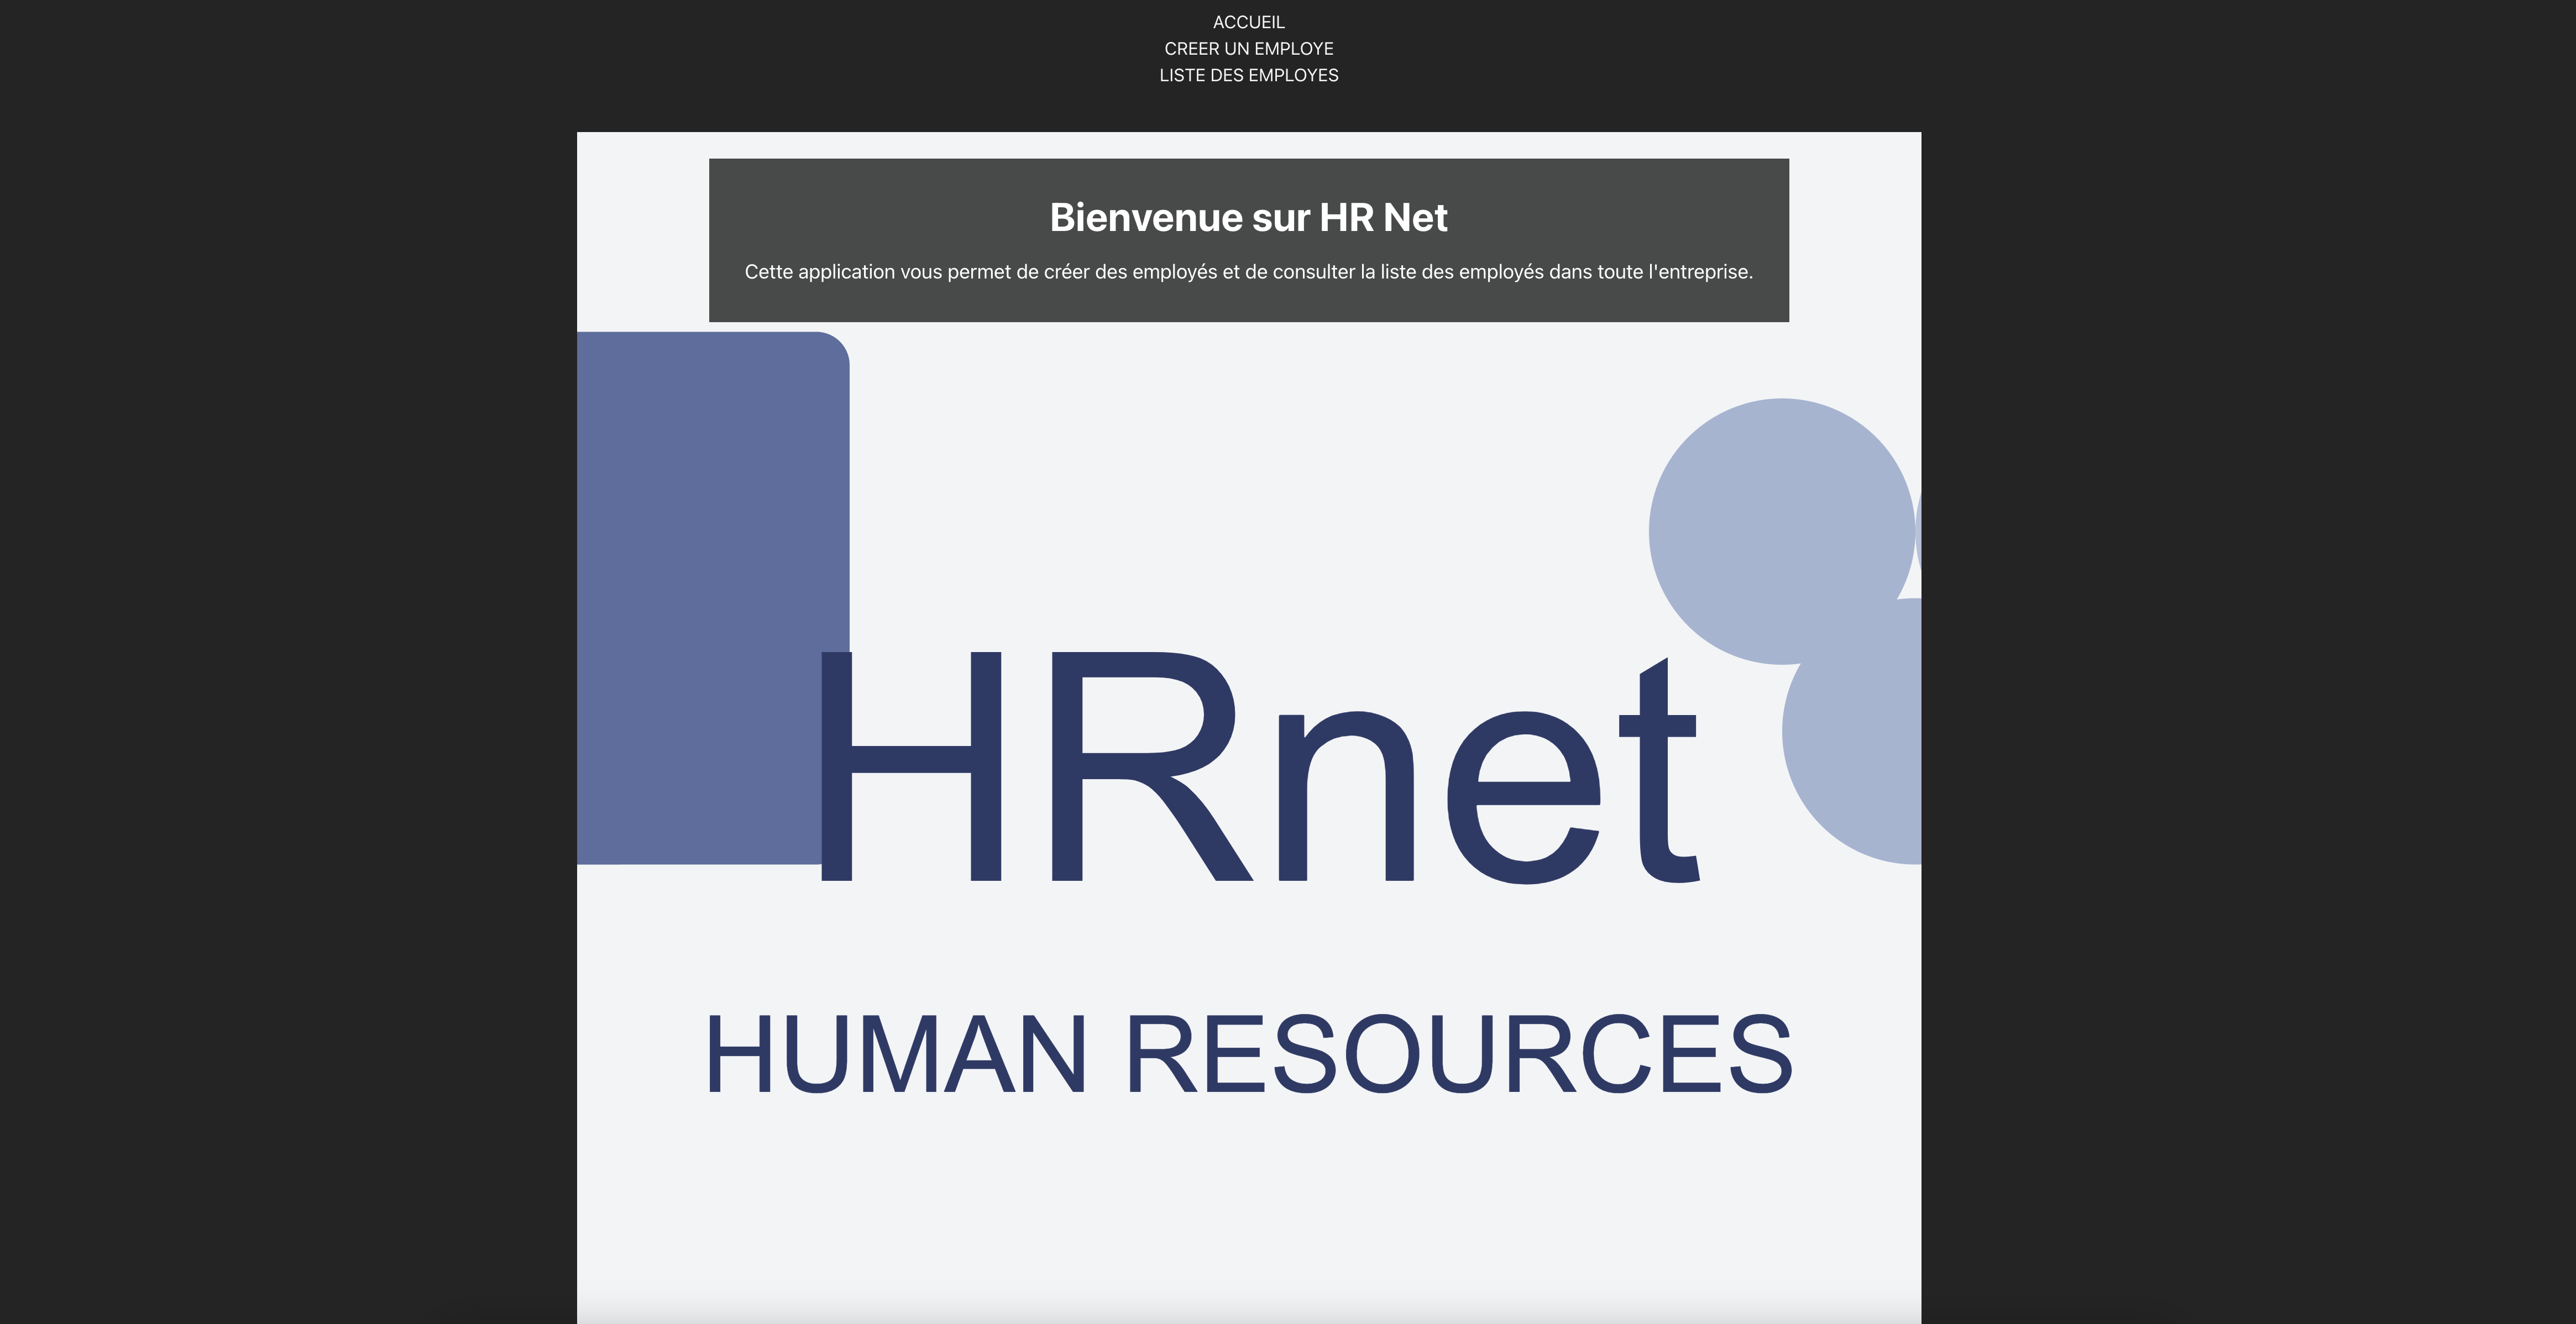 ACCUEIL
CREER UN EMPLOYE
LISTE DES EMPLOYES
Bienvenue sur HR Net
Cette application vous permet de créer des employés et de consulter la liste des employés dans toute l'entreprise.
HRnet
HUMAN RESOURCES